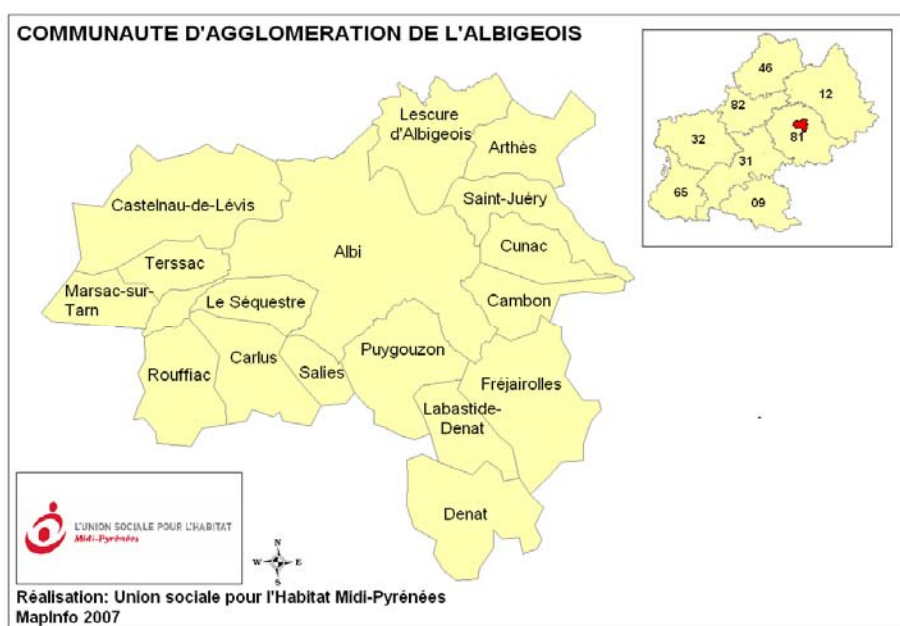 COMMUNAUTE D'AGGLOMERATION DE L'ALBIGEOIS
46
12
82
32
81
31
65
09
Lescure
d'Albigeois
Arthès
Castelnau-de-Lévis
Saint-Juéry
Albi
Cunac
Terssac
Marsac-sur-
Tarn
Le Séquestre
Cambon
Puygouzon
Rouffiac
Carlus
Salies
Fréjairolles
Labastide-
Denat
Denat
L'UNION SOCIALE POUR L'HABITAT
Midi-Pyrénées
N
W
E
S
Réalisation: Union sociale pour l'Habitat Midi-Pyrénées
MapInfo 2007